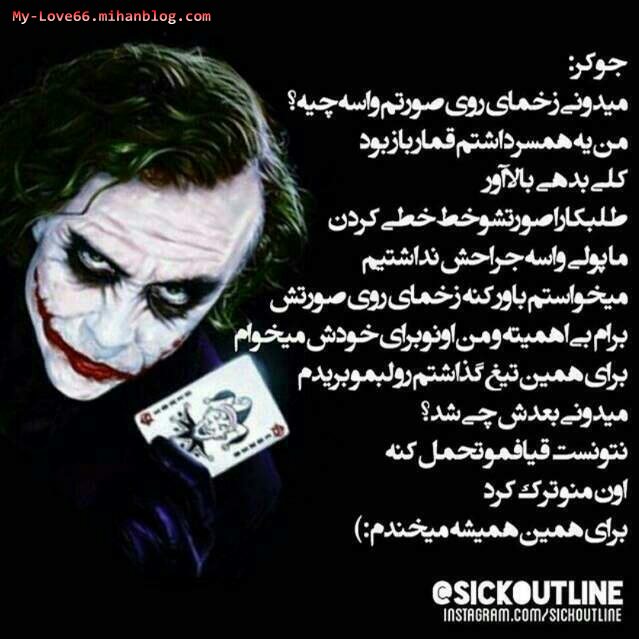 My-Love66.mihanblog.com
جوکر:
میدونی زخمای روی صورتم واسه چیه؟
من یه همسر داشتم قمار باز بود
کلی بدهی بالا آور
طلبکارا صورتشو خط خطی کردن
ما پولی واسه جراحش نداشتیم
میخواستم باور کنه زخمای روی صورتش
برام بی اهمیته و من اونو برای خودش میخوام
برای همین تیغ گذاشتم رو لبمو بریدم
میدونی بعدش چی شد؟
نتونست قیافمو تحمل کنه
اون منو ترک کرد
برای همین همیشه میخندم:)
@SICKOUTLINE
INSTAGRAM.COM/SICKOUTLINE